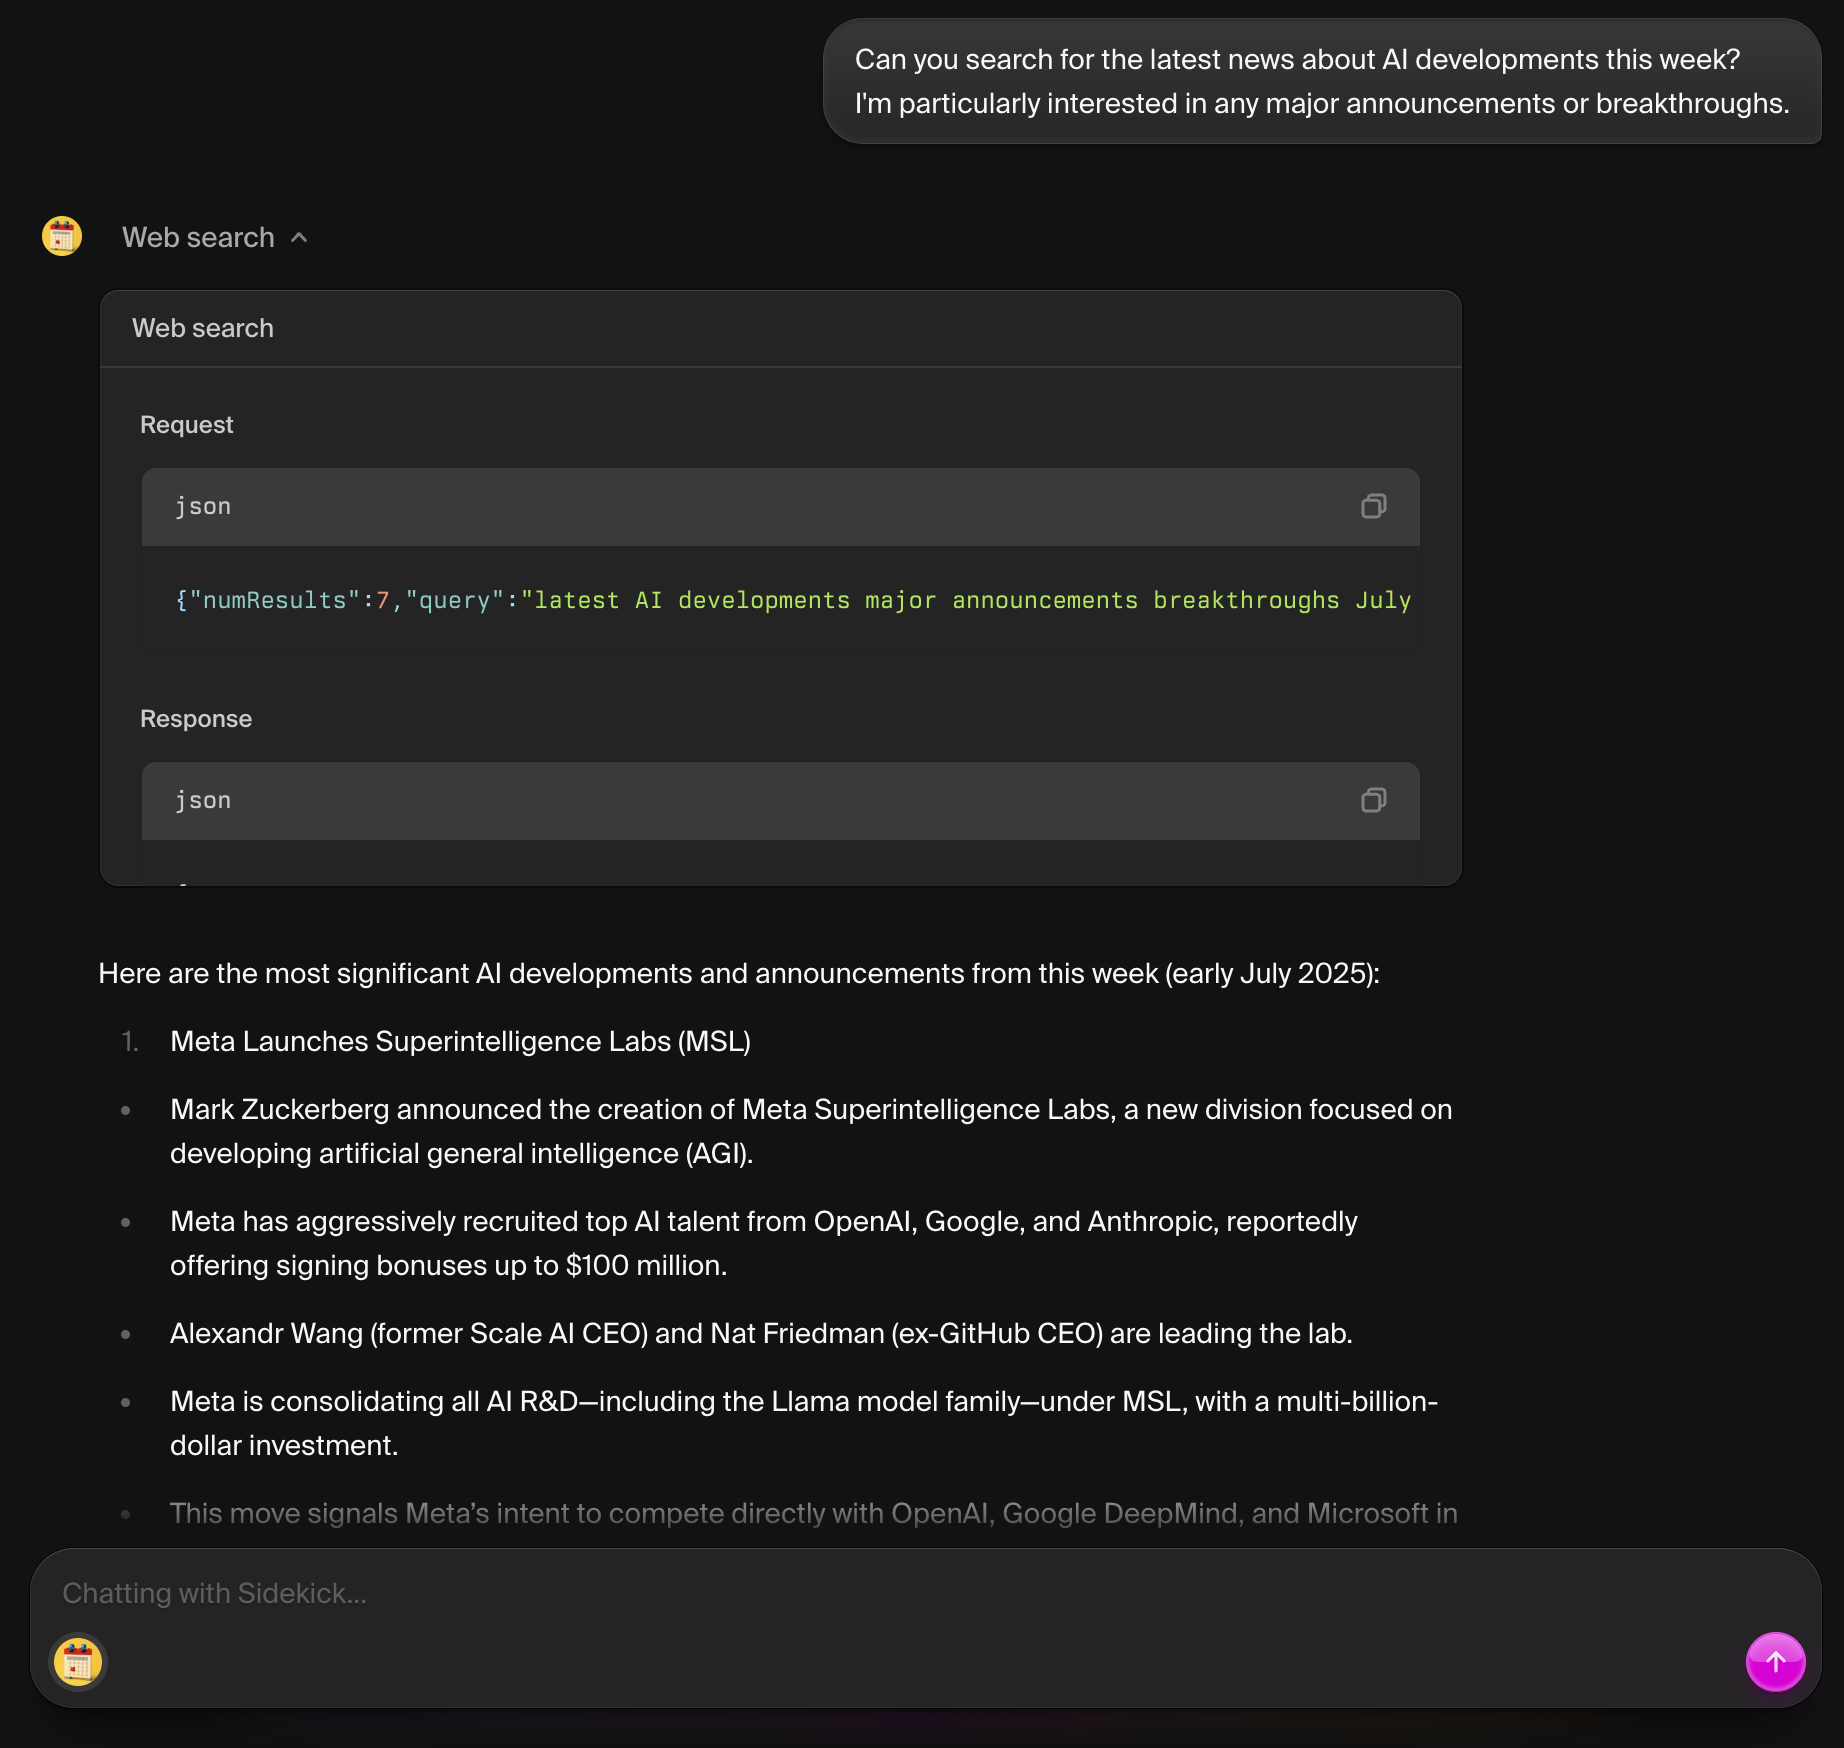 Can you search for the latest news about AI developments this week?
I'm particularly interested in any major announcements or breakthroughs.
Web search
Web search
Request
json
{"numResults":7,"query":"latest AI developments major announcements breakthroughs July
Response
json
Here are the most significant AI developments and announcements from this week (early July 2025):
1. Meta Launches Superintelligence Labs (MSL)
• Mark Zuckerberg announced the creation of Meta Superintelligence Labs, a new division focused on
developing artificial general intelligence (AGI).
• Meta has aggressively recruited top AI talent from OpenAI, Google, and Anthropic, reportedly
offering signing bonuses up to $100 million.
• Alexandr Wang (former Scale AI CEO) and Nat Friedman (ex-GitHub CEO) are leading the lab.
• Meta is consolidating all AI R&D—including the Llama model family—under MSL, with a multi-billion-
dollar investment.
• This move signals Meta’s intent to compete directly with OpenAI, Google DeepMind, and Microsoft in
Chatting with Sidekick...